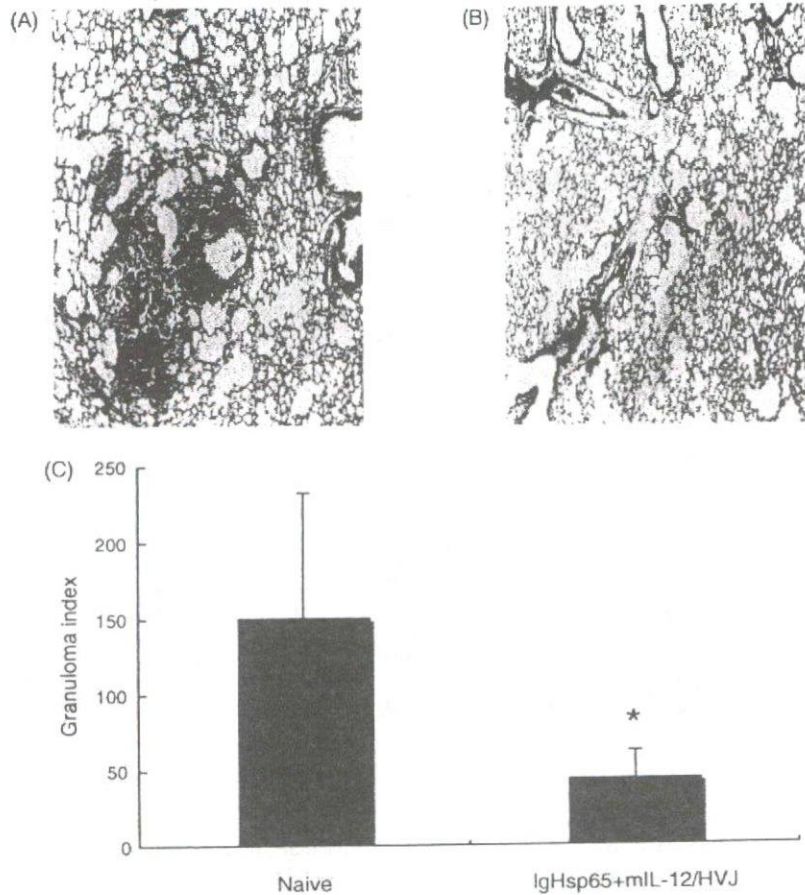 (A)
(B)
(C)
250
200
150
100
50
0
Granuloma index
*
Naive
IgHsp65+mIL-12/HVJ